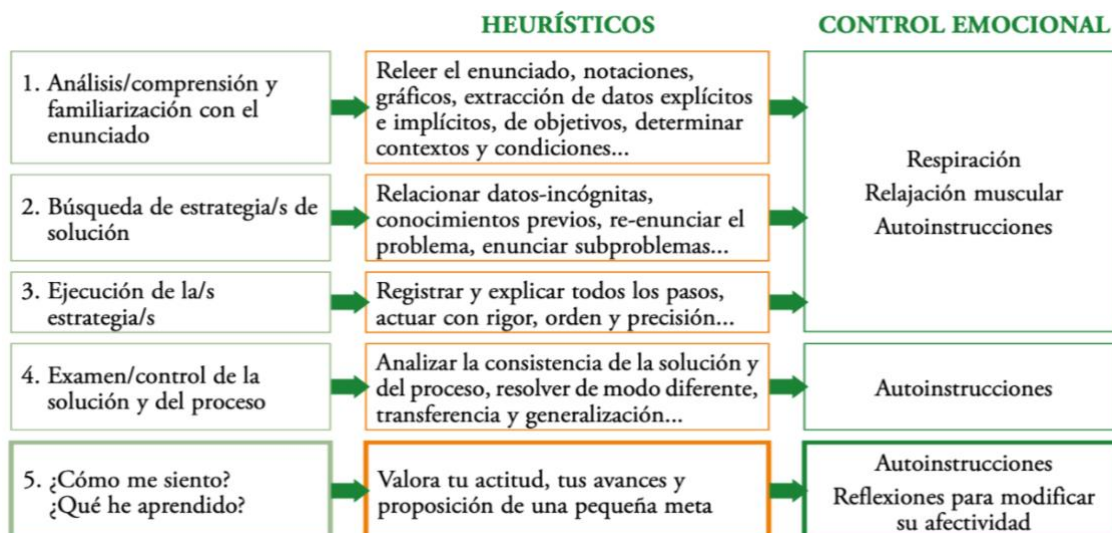 HEURÍSTICOS
CONTROL EMOCIONAL
1. Análisis/comprensión y
familiarización con el
enunciado
Releer el enunciado, notaciones,
gráficos, extracción de datos explícitos
e implícitos, de objetivos, determinar
contextos y condiciones...
Respiración
Relajación muscular
Autoinstrucciones
2. Búsqueda de estrategia/s de
solución
Relacionar datos-incógnitas,
conocimientos previos, re-enunciar el
problema, enunciar subproblemas...
3. Ejecución de la/s
estrategia/s
Registrar y explicar todos los pasos,
actuar con rigor, orden y precisión...
4. Examen/control de la
solución y del proceso
Analizar la consistencia de la solución y
del proceso, resolver de modo diferente,
transferencia y generalización...
Autoinstrucciones
5. ¿Cómo me siento?
¿Qué he aprendido?
Valora tu actitud, tus avances y
proposición de una pequeña meta
Autoinstrucciones
Reflexiones para modificar
su afectividad